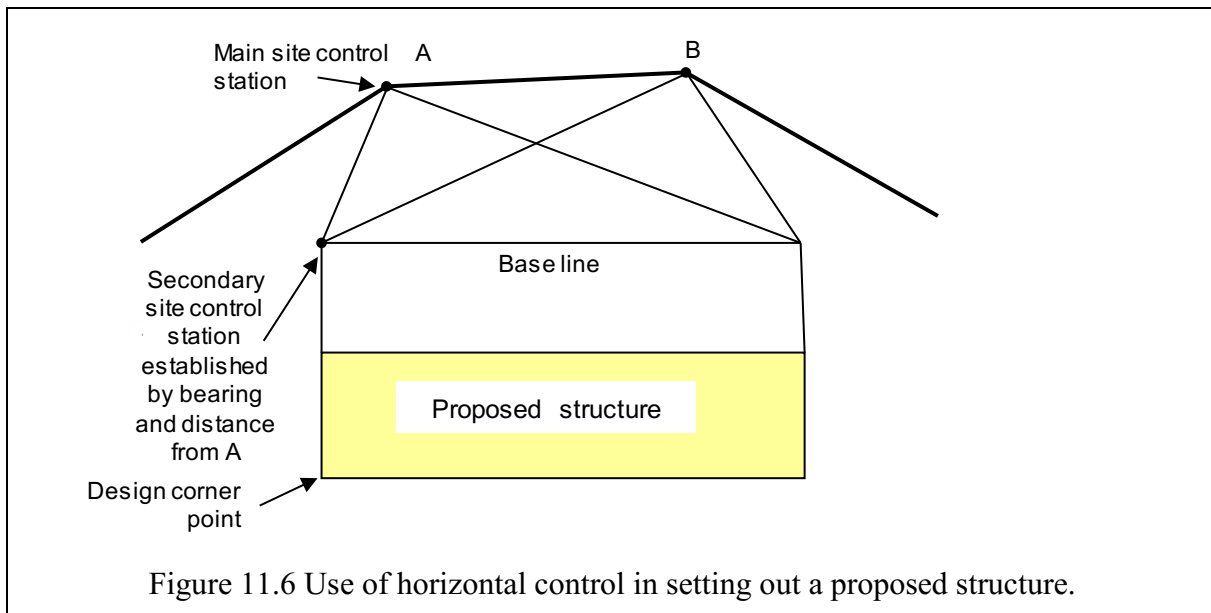 Main site control
station
A
B
Base line
Secondary
site control
station
established
by bearing
and distance
from A
Proposed structure
Design corner
point
Figure 11.6 Use of horizontal control in setting out a proposed structure.